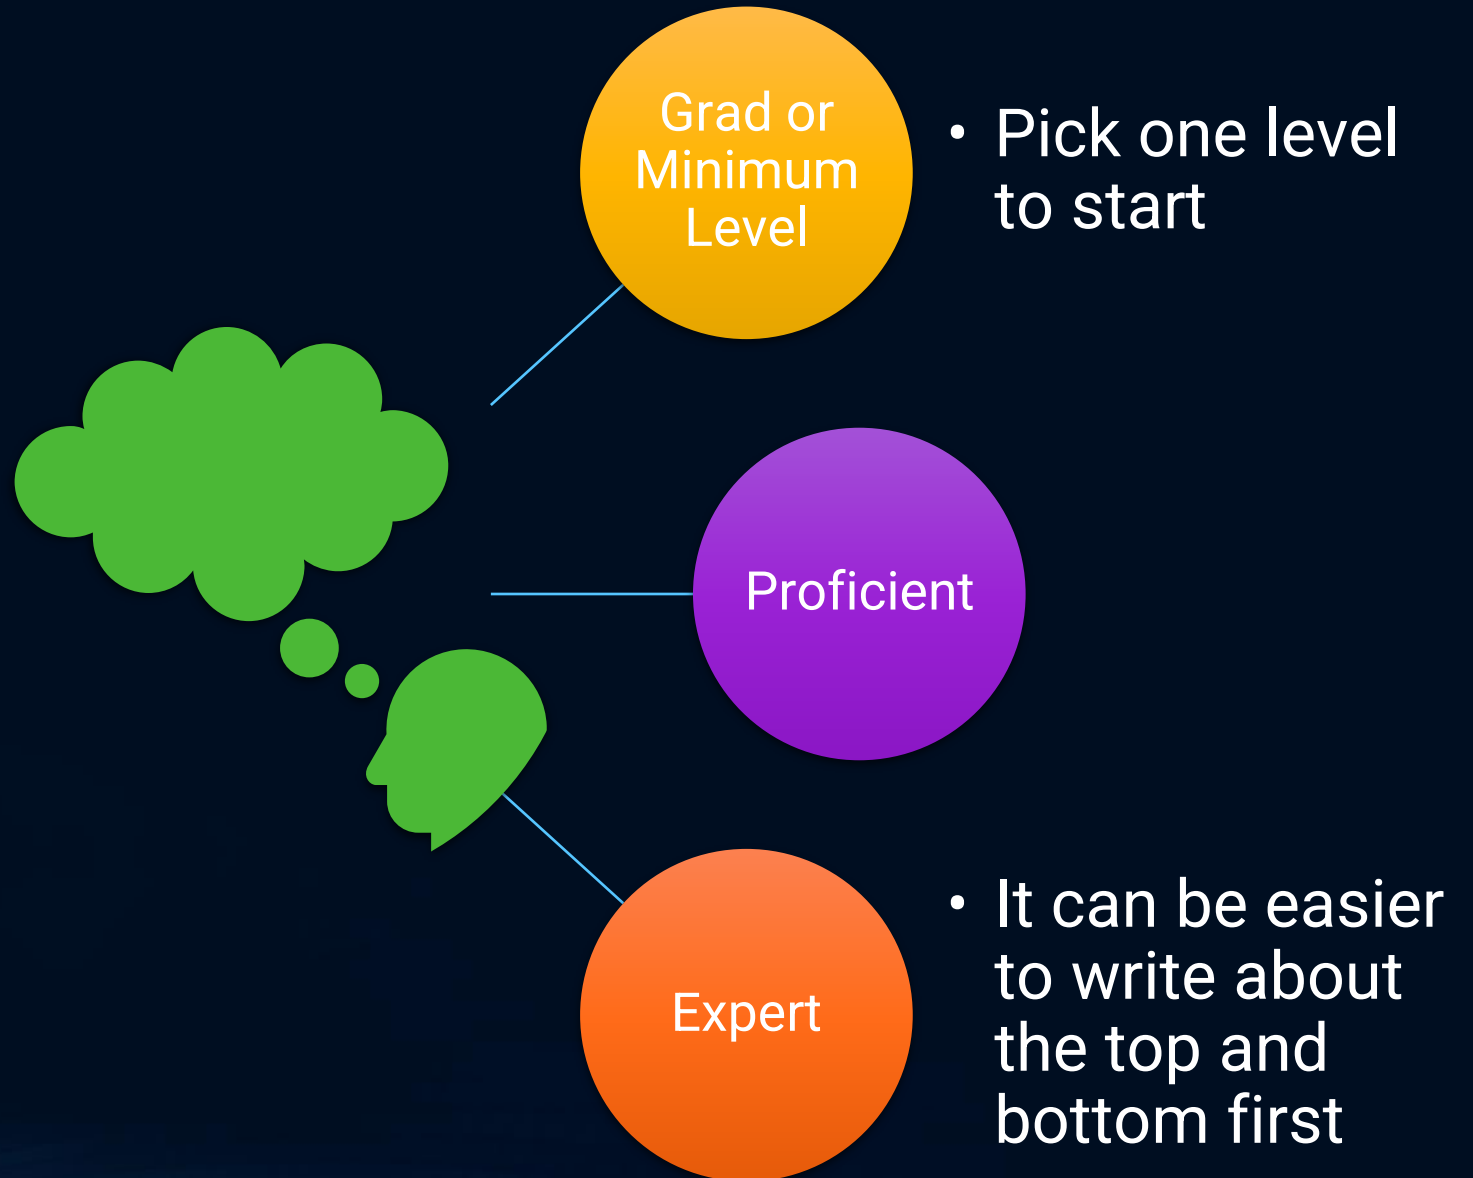 Grad or
Minimum
Level
• Pick one level
to start
Proficient
Expert
• It can be easier
to write about
the top and
bottom first